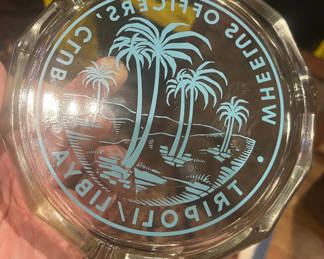 WHEELUS OFFICERS' CLUB
• TRIPOLI/LIBYA •